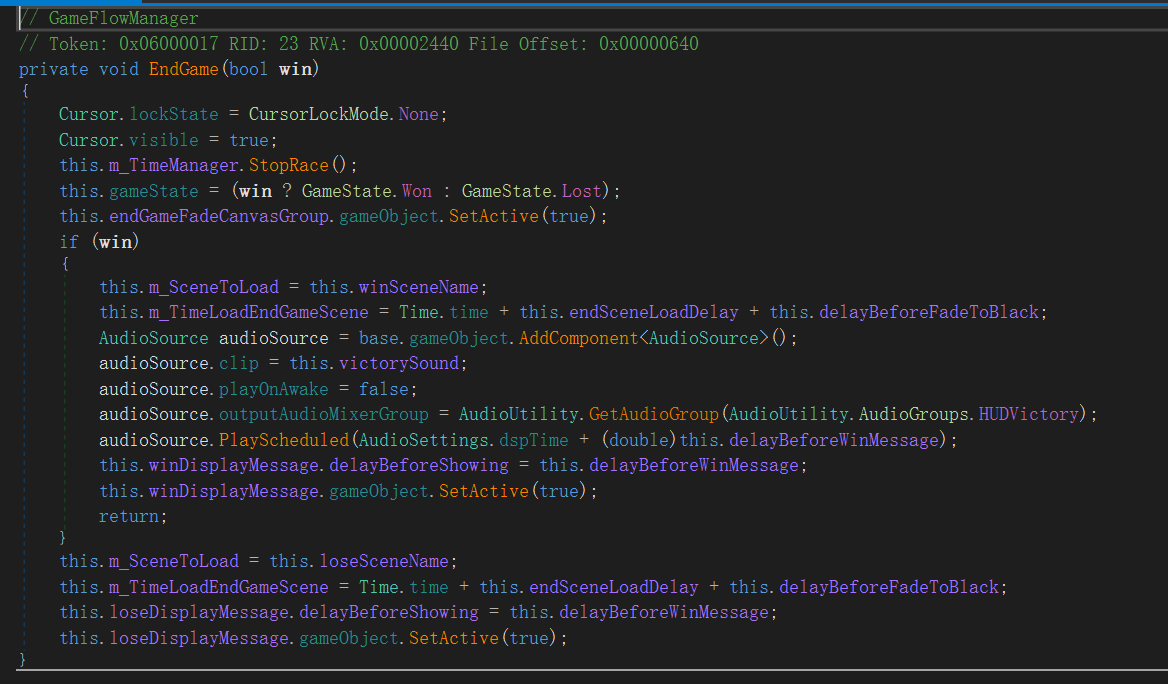 // GameFlowManager
// Token: 0x06000017 RID: 23 RVA: 0x00002440 File Offset: 0x00000640
private void EndGame(bool win)
{
    Cursor.lockState = CursorLockMode.None;
    Cursor.visible = true;
    this.m_TimeManager.StopRace();
    this.gameState = (win ? GameState.Won : GameState.Lost);
    this.endGameFadeCanvasGroup.gameObject.SetActive(true);
    if (win)
    {
        this.m_SceneToLoad = this.winSceneName;
        this.m_TimeLoadEndGameScene = Time.time + this.endSceneLoadDelay + this.delayBeforeFadeToBlack;
        AudioSource audioSource = base.gameObject.AddComponent<AudioSource>();
        audioSource.clip = this.victorySound;
        audioSource.playOnAwake = false;
        audioSource.outputAudioMixerGroup = AudioUtility.GetAudioGroup(AudioUtility.AudioGroups.HUDVictory);
        audioSource.PlayScheduled(AudioSettings.dspTime + (double)this.delayBeforeWinMessage);
        this.winDisplayMessage.delayBeforeShowing = this.delayBeforeWinMessage;
        this.winDisplayMessage.gameObject.SetActive(true);
        return;
    }
    this.m_SceneToLoad = this.loseSceneName;
    this.m_TimeLoadEndGameScene = Time.time + this.endSceneLoadDelay + this.delayBeforeFadeToBlack;
    this.loseDisplayMessage.delayBeforeShowing = this.delayBeforeWinMessage;
    this.loseDisplayMessage.gameObject.SetActive(true);
}